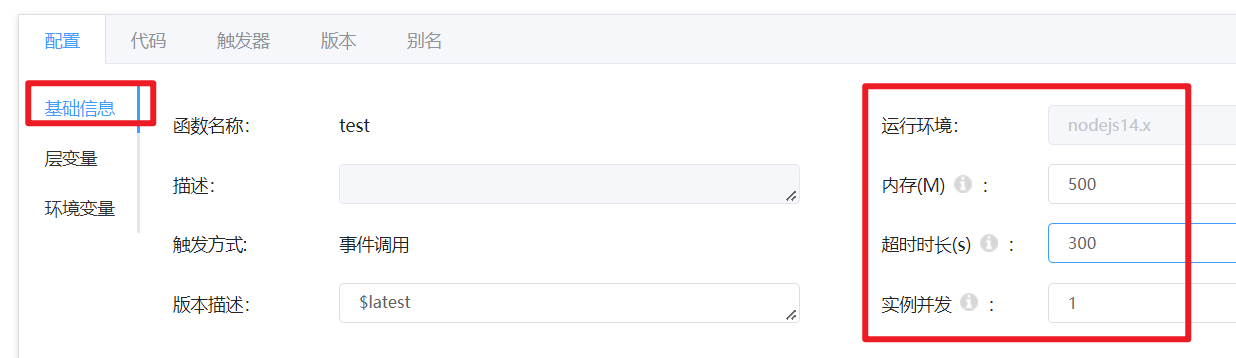 配置 代码 触发器 版本 别名
基础信息
层变量
环境变量
函数名称: test
描述:
触发方式: 事件调用
版本描述: $latest
运行环境: nodejs14.x
内存(M) : 500
超时时长(s) : 300
实例并发 : 1